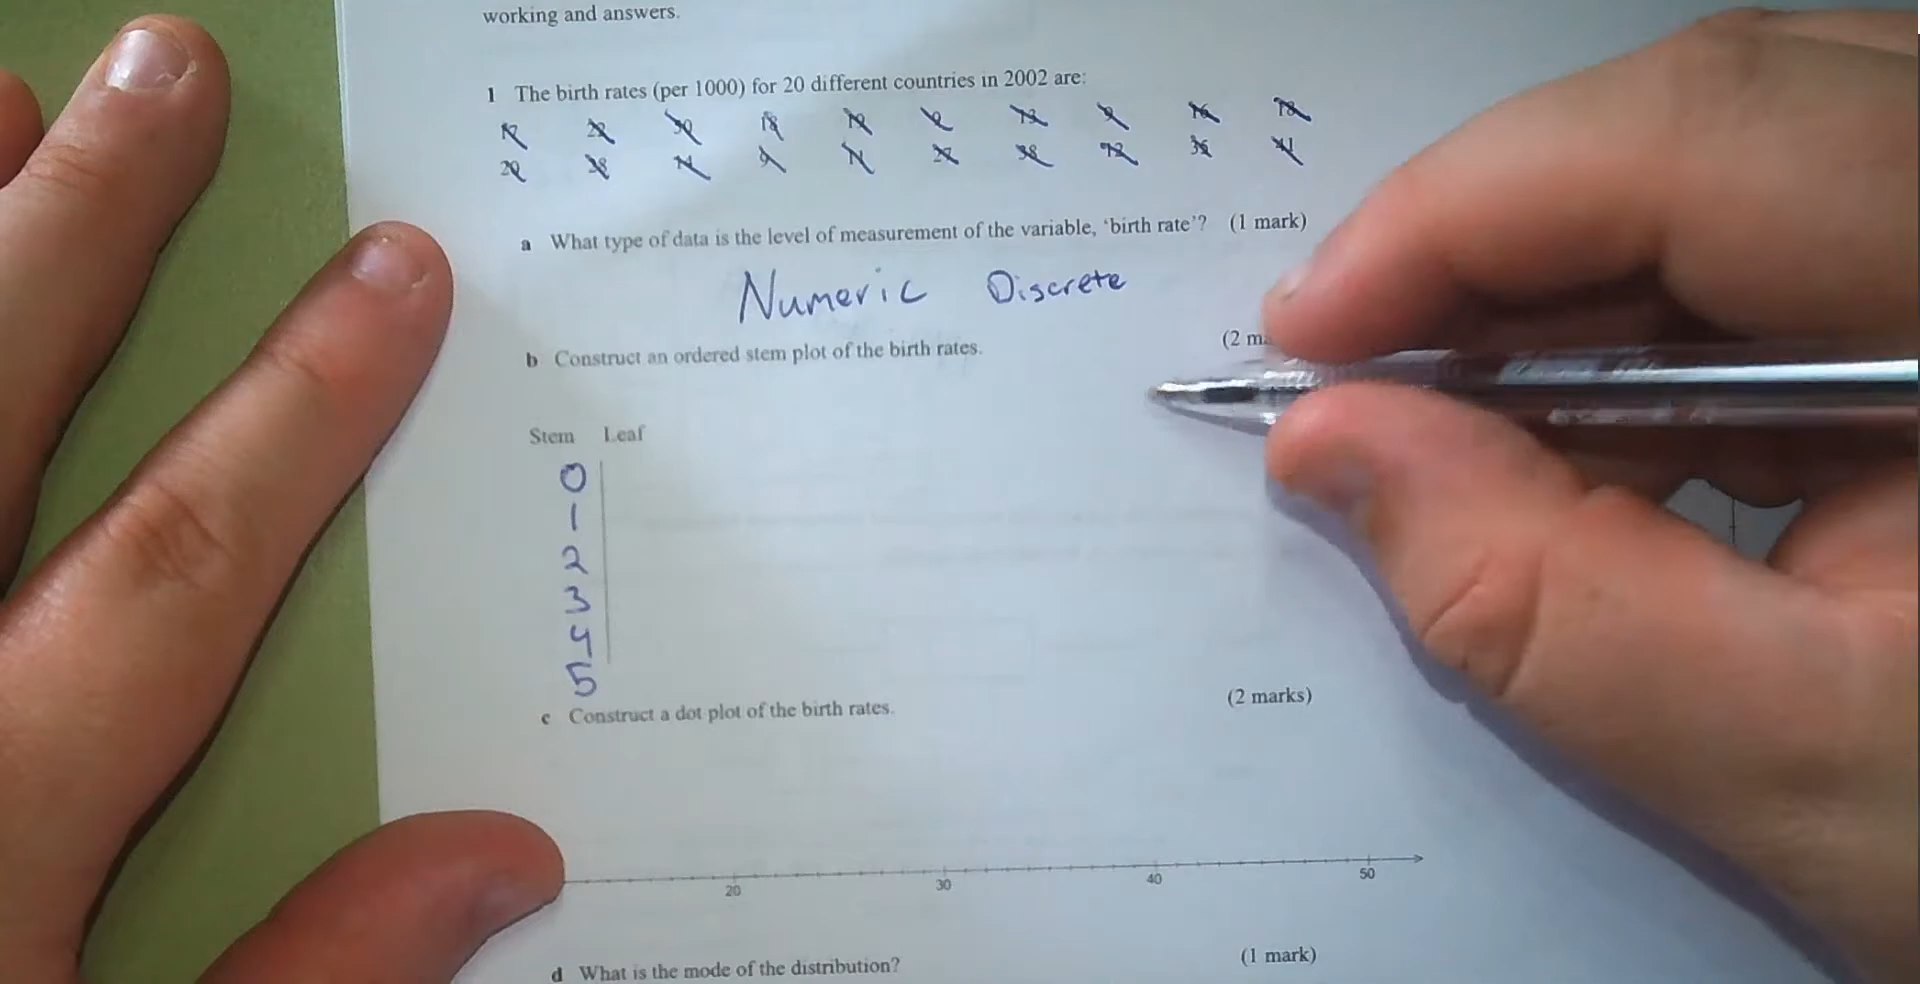 working and answers.
1 The birth rates (per 1000) for 20 different countries in 2002 are:
a What type of data is the level of measurement of the variable, ‘birth rate’? (1 mark)
Numeric Discrete
b Construct an ordered stem plot of the birth rates. (2
Stem Leaf
0
1
2
3
4
5
c Construct a dot plot of the birth rates. (2 marks)
20 30 40 50
d What is the mode of the distribution? (1 mark)